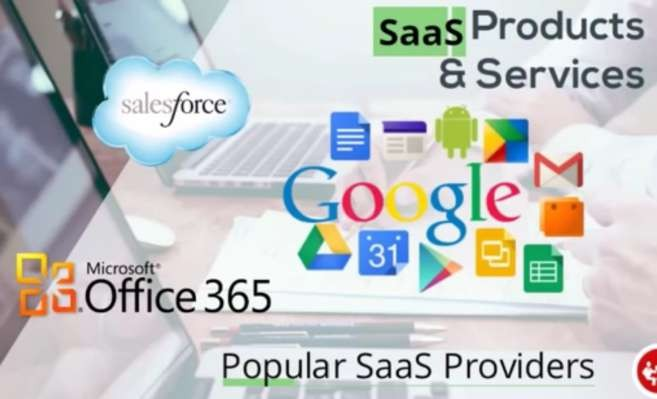 SaaS Products
& Services
salesforce
Google
31
Microsoft®
Office 365
Popular SaaS Providers